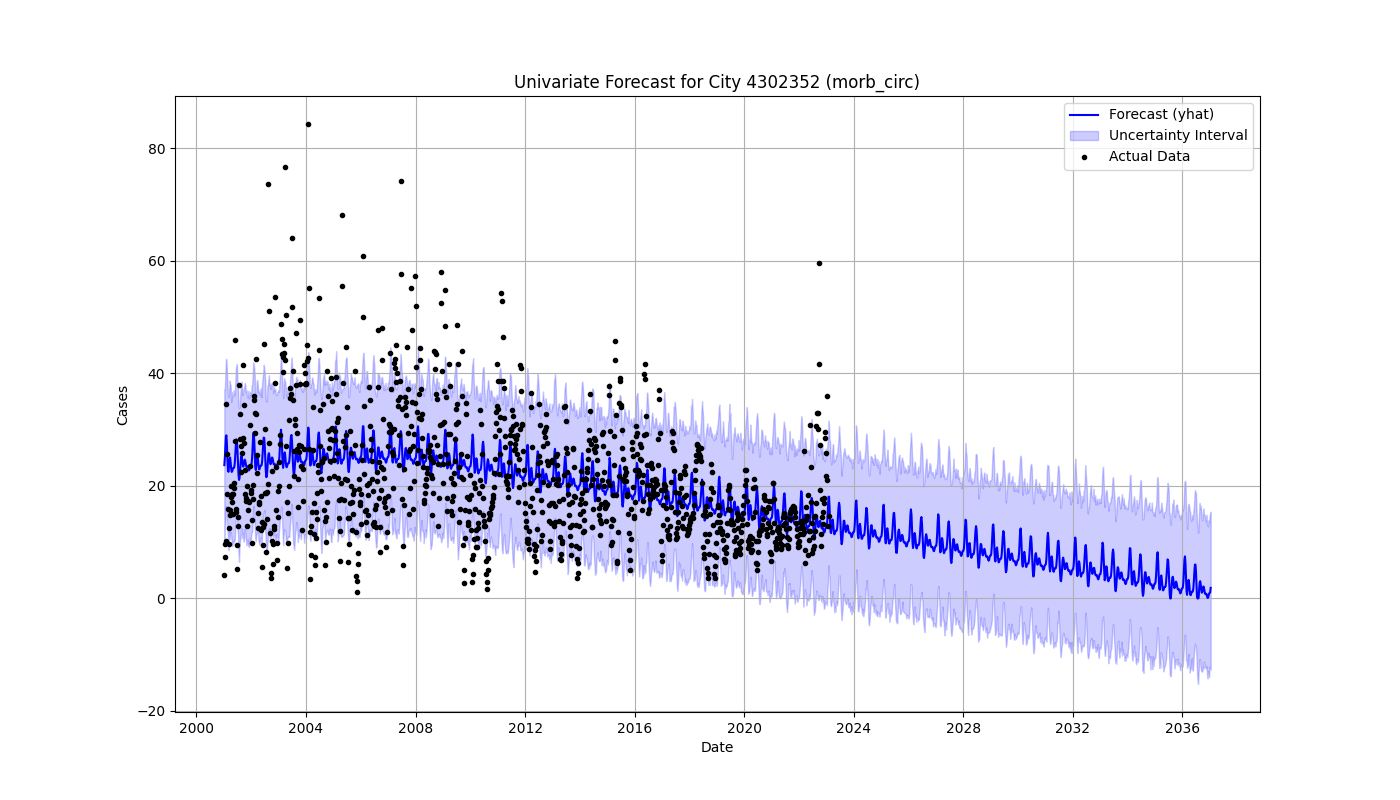 Univariate Forecast for City 4302352 (morb_circ)
Forecast (yhat)
Uncertainty Interval
Actual Data
Cases
80
60
40
20
0
−20
2000 2004 2008 2012 2016 2020 2024 2028 2032 2036
Date